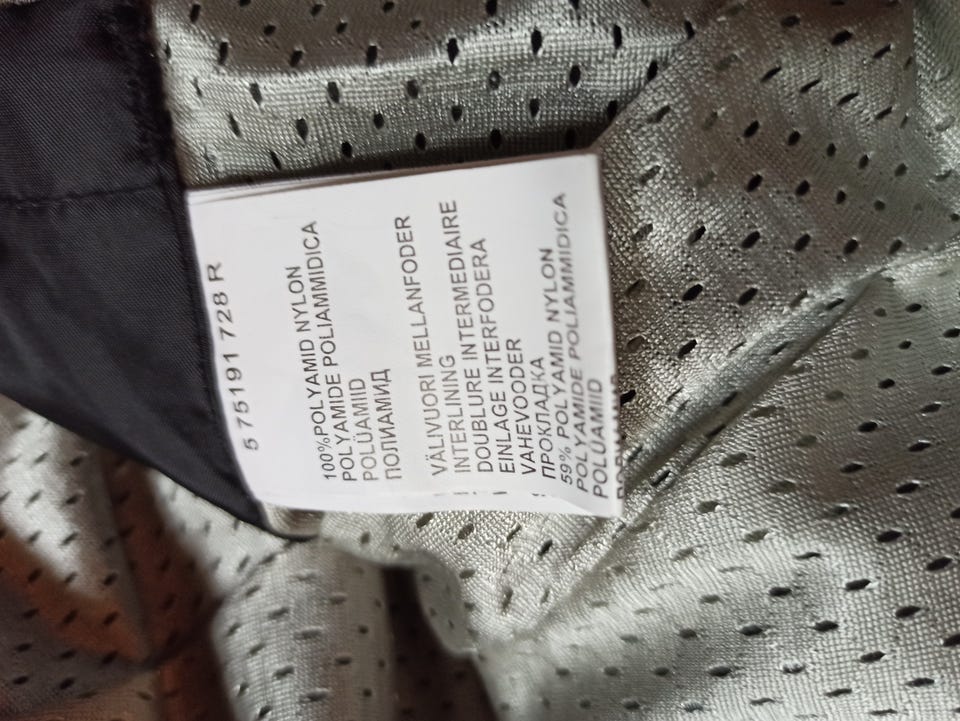 5 75191 728 R
100%POLYAMID NYLON
POLYAMIDE POLIAMMIDICA
POLÜAMIID
ПОЛИАМИД
VÄLIVUORI MELLANFODER
INTERLINING
DOUBLURE INTERMEDIAIRE
EINLAGE INTERFODERA
VAHEVOODER
ПРОКЛАДКА
59% POLYAMID NYLON
POLYAMIDE POLIAMMIDICA
POLÜAMIID